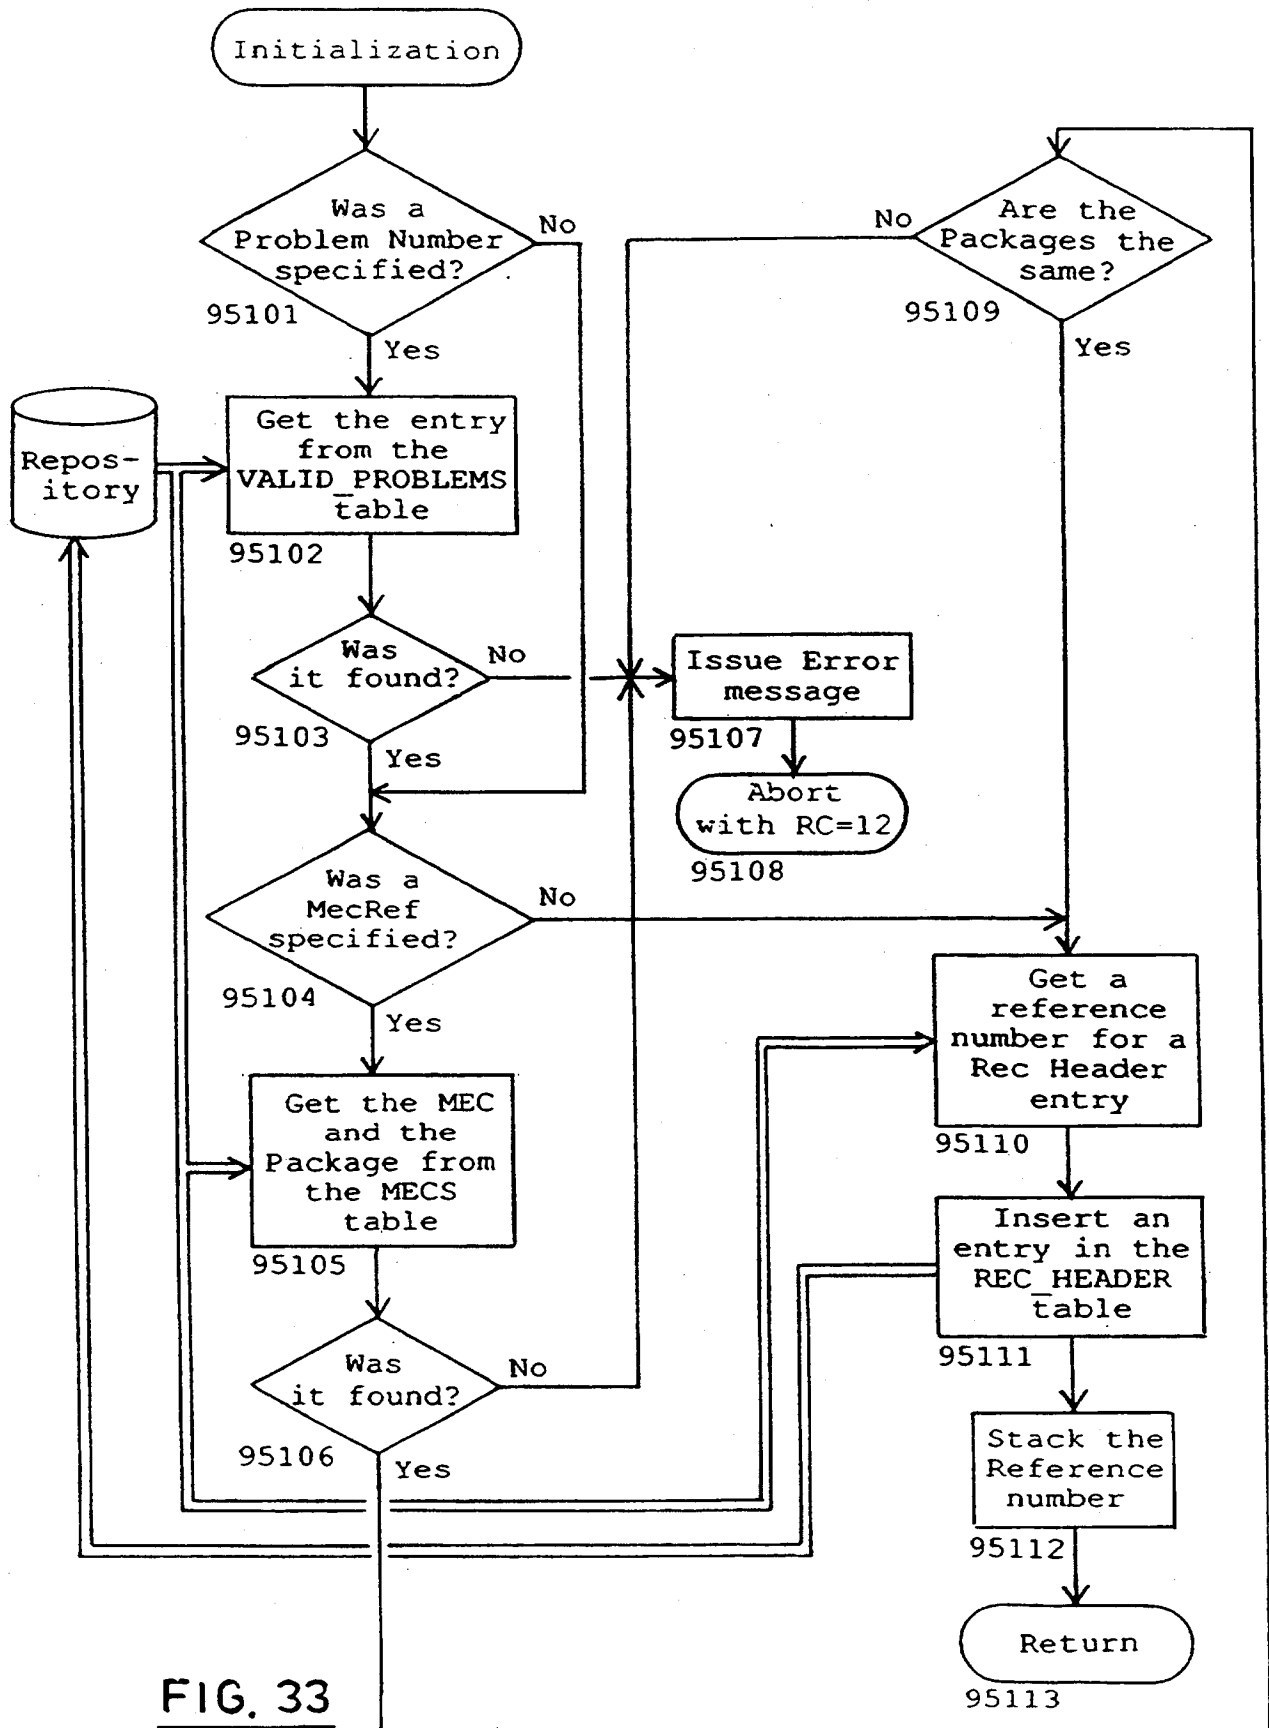 Initialization
Was a
Problem Number
specified?
No
95101
Yes
Repos-
itory
Get the entry
from the
VALID_PROBLEMS
table
95102
Was
it found?
No
95103
Yes
Was a
MecRef
specified?
No
95104
Yes
Get the MEC
and the
Package from
the MECS
table
95105
Was
it found?
No
95106
Yes
Issue Error
message
95107
Abort
with RC=12
95108
Are the
Packages the
same?
No
95109
Yes
Get a
reference
number for a
Rec Header
entry
95110
Insert an
entry in the
REC_HEADER
table
95111
Stack the
Reference
number
95112
Return
95113
FIG. 33